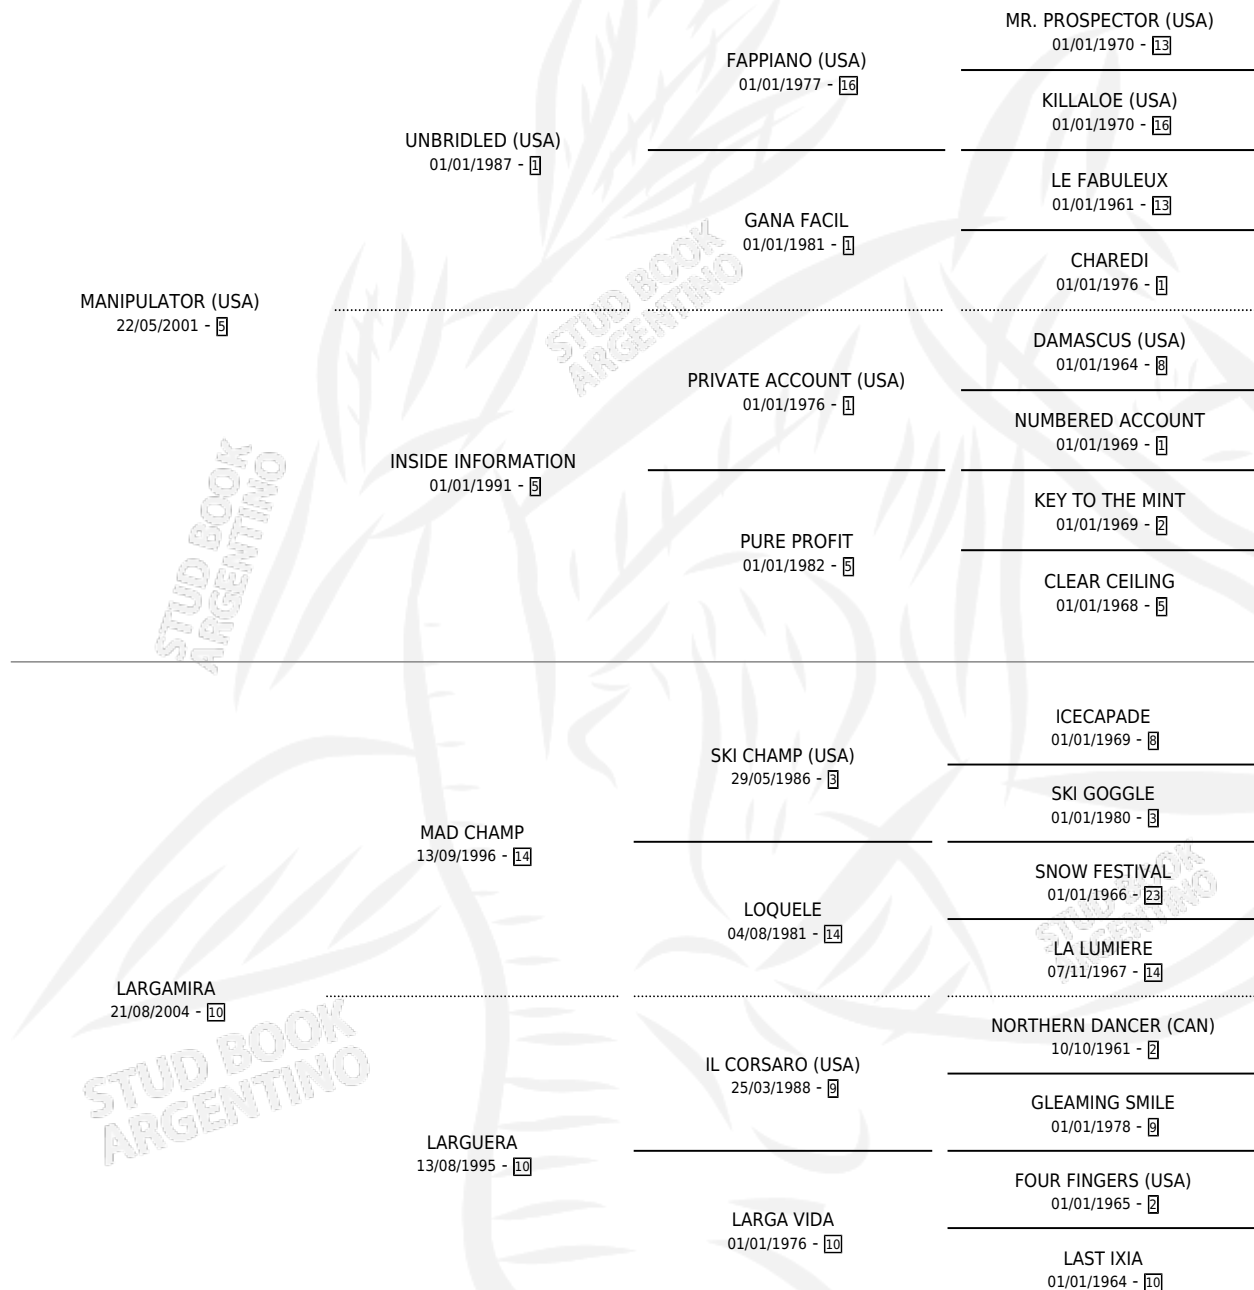 MR. PROSPECTOR (USA)
01/01/1970 - 13
FAPPIANO (USA)
01/01/1977 - 16
KILLALOE (USA)
01/01/1970 - 16
UNBRIDLED (USA)
01/01/1987 - 1
LE FABULEUX
01/01/1961 - 13
GANA FACIL
01/01/1981 - 1
CHAREDI
01/01/1976 - 1
MANIPULATOR (USA)
22/05/2001 - 5
DAMASCUS (USA)
01/01/1964 - 8
PRIVATE ACCOUNT (USA)
01/01/1976 - 1
NUMBERED ACCOUNT
01/01/1969 - 1
INSIDE INFORMATION
01/01/1991 - 5
KEY TO THE MINT
01/01/1969 - 2
PURE PROFIT
01/01/1982 - 5
CLEAR CEILING
01/01/1968 - 5
STUD BOOK
ARGENTINO
STUD BOOK
ARGENTINO
ICECAPADE
01/01/1969 - 8
SKI CHAMP (USA)
29/05/1986 - 3
SKI GOGGLE
01/01/1980 - 3
MAD CHAMP
13/09/1996 - 14
SNOW FESTIVAL
01/01/1966 - 23
LOQUELE
04/08/1981 - 14
LA LUMIERE
07/11/1967 - 14
LARGAMIRA
21/08/2004 - 10
NORTHERN DANCER (CAN)
10/10/1961 - 2
IL CORSARO (USA)
25/03/1988 - 9
GLEAMING SMILE
01/01/1978 - 9
LARGUERA
13/08/1995 - 10
FOUR FINGERS (USA)
01/01/1965 - 2
LARGA VIDA
01/01/1976 - 10
LAST IXIA
01/01/1964 - 10
STUD BOOK
ARGENTINO
STUD BOOK
ARGENTINO